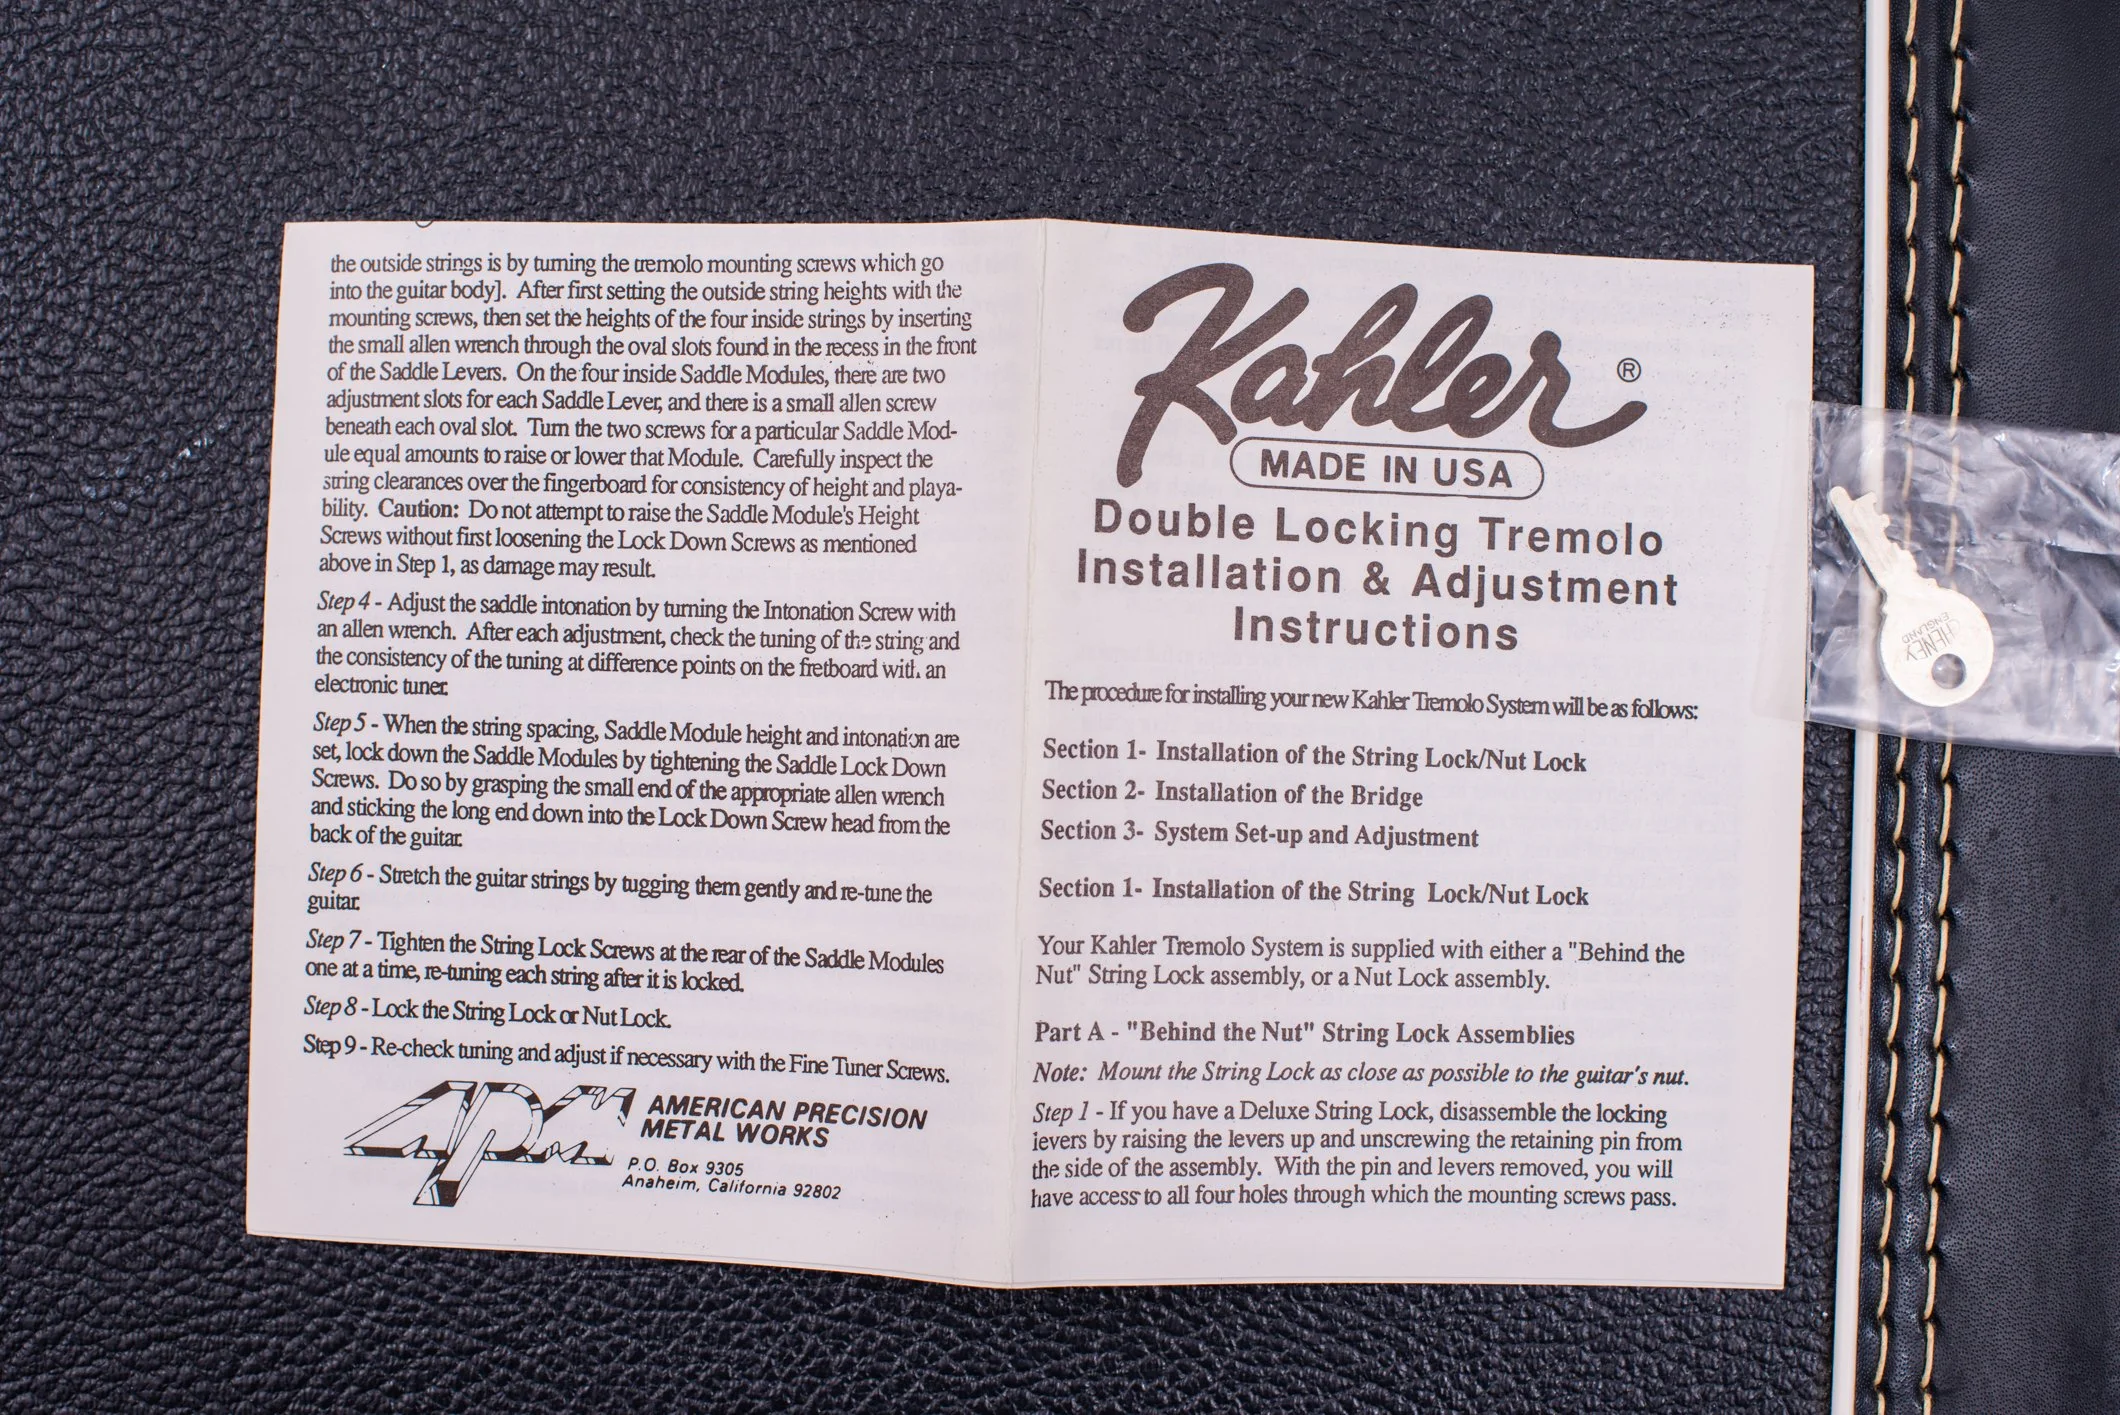 the outside strings is by turning the tremolo mounting screws which go
into the guitar body].  After first setting the outside string heights with the
mounting screws, then set the heights of the four inside strings by inserting
the small allen wrench through the oval slots found in the recess in the front
of the Saddle Levers.  On the four inside Saddle Modules, there are two
adjustment slots for each Saddle Lever, and there is a small allen screw
beneath each oval slot.  Turn the two screws for a particular Saddle Mod-
ule equal amounts to raise or lower that Module.  Carefully inspect the
string clearances over the fingerboard for consistency of height and playa-
bility.  Caution:  Do not attempt to raise the Saddle Module's Height
Screws without first loosening the Lock Down Screws as mentioned
above in Step 1, as damage may result.
Step 4 - Adjust the saddle intonation by turning the Intonation Screw with
an allen wrench.  After each adjustment, check the tuning of the string and
the consistency of the tuning at difference points on the fretboard with an
electronic tuner.
Step 5 - When the string spacing, Saddle Module height and intonation are
set, lock down the Saddle Modules by tightening the Saddle Lock Down
Screws.  Do so by grasping the small end of the appropriate allen wrench
and sticking the long end down into the Lock Down Screw head from the
back of the guitar.
Step 6 - Stretch the guitar strings by tugging them gently and re-tune the
guitar.
Step 7 - Tighten the String Lock Screws at the rear of the Saddle Modules
one at a time, re-tuning each string after it is locked.
Step 8 - Lock the String Lock or Nut Lock.
Step 9 - Re-check tuning and adjust if necessary with the Fine Tuner Screws.
apm
AMERICAN PRECISION
METAL WORKS
P.O. Box 9305
Anaheim, California 92802
Kahler ®
MADE IN USA
Double Locking Tremolo
Installation & Adjustment
Instructions
The procedure for installing your new Kahler Tremolo System will be as follows:
Section 1- Installation of the String Lock/Nut Lock
Section 2- Installation of the Bridge
Section 3- System Set-up and Adjustment
Section 1- Installation of the String  Lock/Nut Lock
Your Kahler Tremolo System is supplied with either a "Behind the
Nut" String Lock assembly, or a Nut Lock assembly.
Part A - "Behind the Nut" String Lock Assemblies
Note:  Mount the String Lock as close as possible to the guitar's nut.
Step 1 - If you have a Deluxe String Lock, disassemble the locking
levers by raising the levers up and unscrewing the retaining pin from
the side of the assembly.  With the pin and levers removed, you will
have access to all four holes through which the mounting screws pass.
CHENEY
ENGLAND